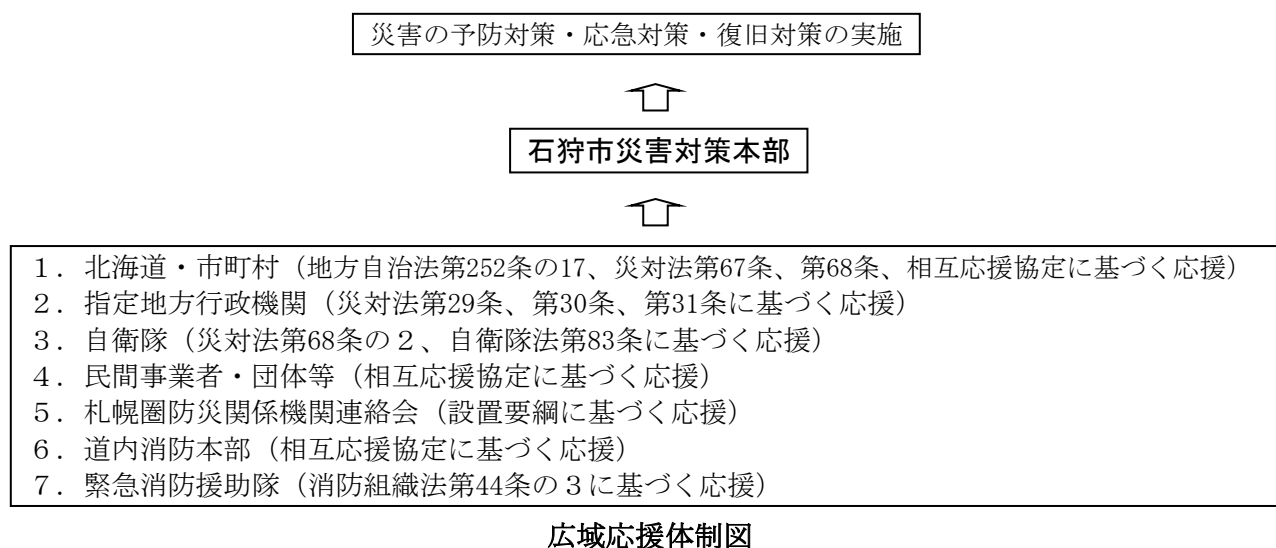 災害の予防対策・応急対策・復旧対策の実施
石狩市災害対策本部
１．北海道・市町村（地方自治法第252条の17、災対法第67条、第68条、相互応援協定に基づく応援）
２．指定地方行政機関（災対法第29条、第30条、第31条に基づく応援）
３．自衛隊（災対法第68条の２、自衛隊法第83条に基づく応援）
４．民間事業者・団体等（相互応援協定に基づく応援）
５．札幌圏防災関係機関連絡会（設置要綱に基づく応援）
６．道内消防本部（相互応援協定に基づく応援）
７．緊急消防援助隊（消防組織法第44条の３に基づく応援）
広域応援体制図